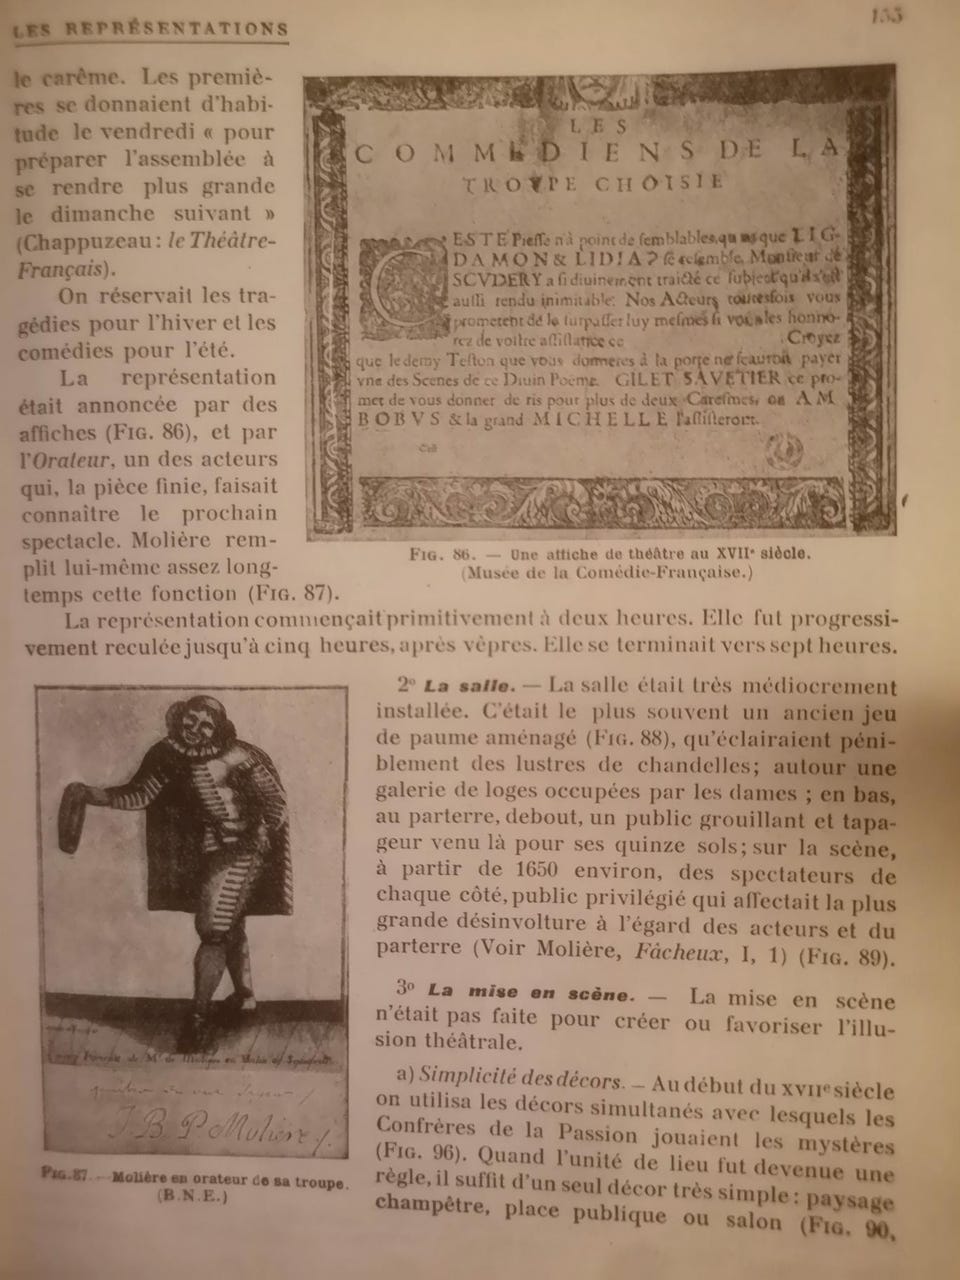 LES REPRÉSENTATIONS
le carême. Les premiè-
res se donnaient d'habi-
tude le vendredi « pour
préparer l'assemblée à
se rendre plus grande
le dimanche suivant »
(Chappuzeau : le Théâtre-
Français).
On réservait les tra-
gédies pour l'hiver et les
comédies pour l'été.
La représentation
était annoncée par des
affiches (FIG. 86), et par
l'Orateur, un des acteurs
qui, la pièce finie, faisait
connaître le prochain
spectacle. Molière rem-
plit lui-même assez long-
temps cette fonction (FIG. 87).
LES
COMMEDIENS DE LA
TROVPE CHOISIE
CESTE Pieſſe n'à point de ſemblables, que LIG-
DAMON & LIDIA? Monſieur de
SCVDERY a ſi diuinement traicté ce ſubject qu'il s'eſt
auſſi rendu inimitable: Nos Acteurs toutesfois vous
prometent de le ſurpaſſer luy meſmes ſi vous les honno-
rez de voſtre aſſiſtance Croyez
que le demy Teſton que vous donneres à la porte ne ſçauroit payer
vne des Scenes de ce Diuin Poëme. GILET SAVETIER ce pro-
met de vous donner de ris pour plus de deux Careſmes, ou AM
BOBVS & la grand MICHELLE l'aſſiſteront.
FIG. 86. — Une affiche de théâtre au XVIIe siècle.
(Musée de la Comédie-Française.)
La représentation commençait primitivement à deux heures. Elle fut progressi-
vement reculée jusqu'à cinq heures, après vêpres. Elle se terminait vers sept heures.
J. B. P. Moliere
FIG. 87. — Molière en orateur de sa troupe.
(B.N.E.)
2° La salle. — La salle était très médiocrement
installée. C'était le plus souvent un ancien jeu
de paume aménagé (FIG. 88), qu'éclairaient péni-
blement des lustres de chandelles ; autour une
galerie de loges occupées par les dames ; en bas,
au parterre, debout, un public grouillant et tapa-
geur venu là pour ses quinze sols ; sur la scène,
à partir de 1650 environ, des spectateurs de
chaque côté, public privilégié qui affectait la plus
grande désinvolture à l'égard des acteurs et du
parterre (Voir Molière, Fâcheux, I, 1) (FIG. 89).
3° La mise en scène. — La mise en scène
n'était pas faite pour créer ou favoriser l'illu-
sion théâtrale.
a) Simplicité des décors. — Au début du XVIIe siècle
on utilisa les décors simultanés avec lesquels les
Confrères de la Passion jouaient les mystères
(FIG. 96). Quand l'unité de lieu fut devenue une
règle, il suffit d'un seul décor très simple : paysage
champêtre, place publique ou salon (FIG. 90,